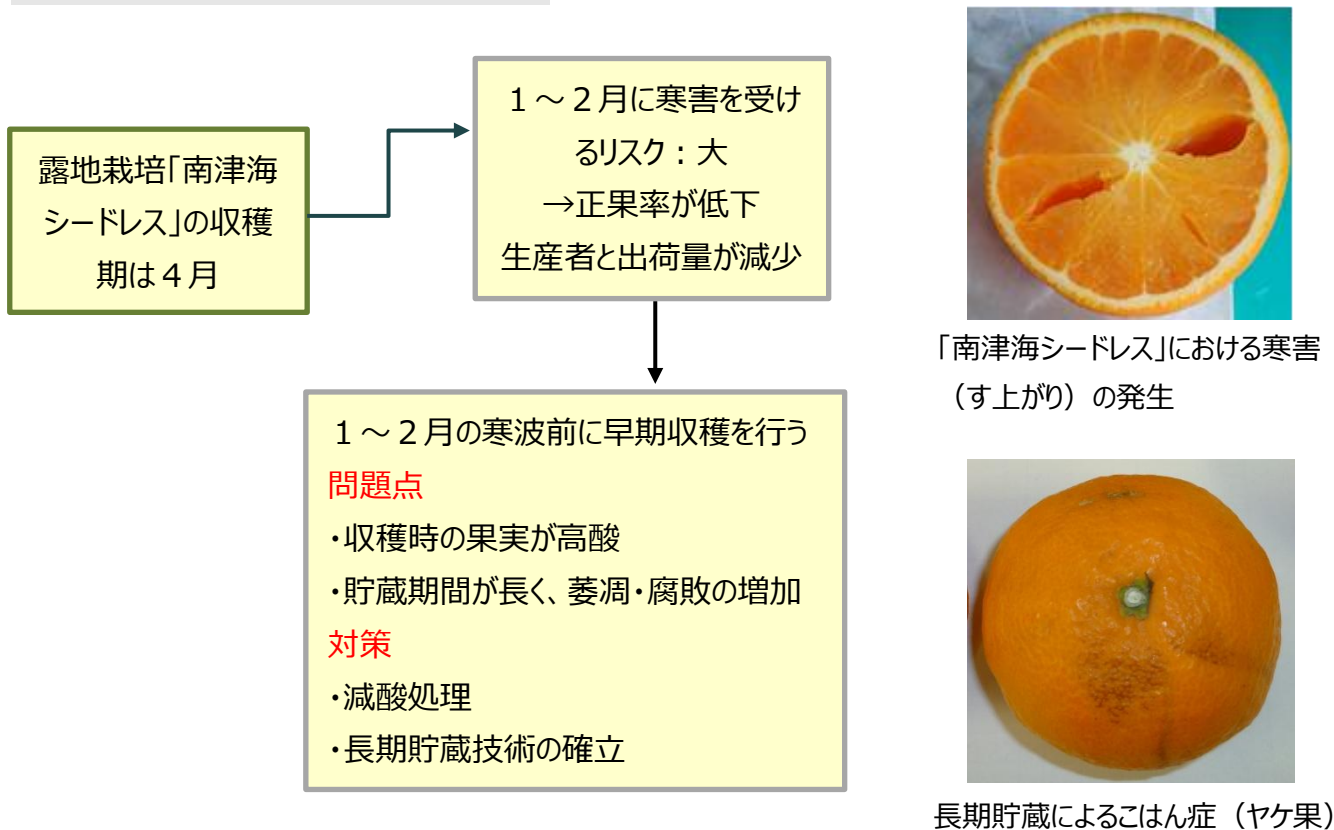 露地栽培「南津海
シードレス」の収穫
期は４月
１～２月に寒害を受け
るリスク：大
→正果率が低下
生産者と出荷量が減少
１～２月の寒波前に早期収穫を行う
問題点
・収穫時の果実が高酸
・貯蔵期間が長く、萎凋・腐敗の増加
対策
・減酸処理
・長期貯蔵技術の確立
「南津海シードレス」における寒害
（す上がり）の発生
長期貯蔵によるこはん症（ヤケ果）